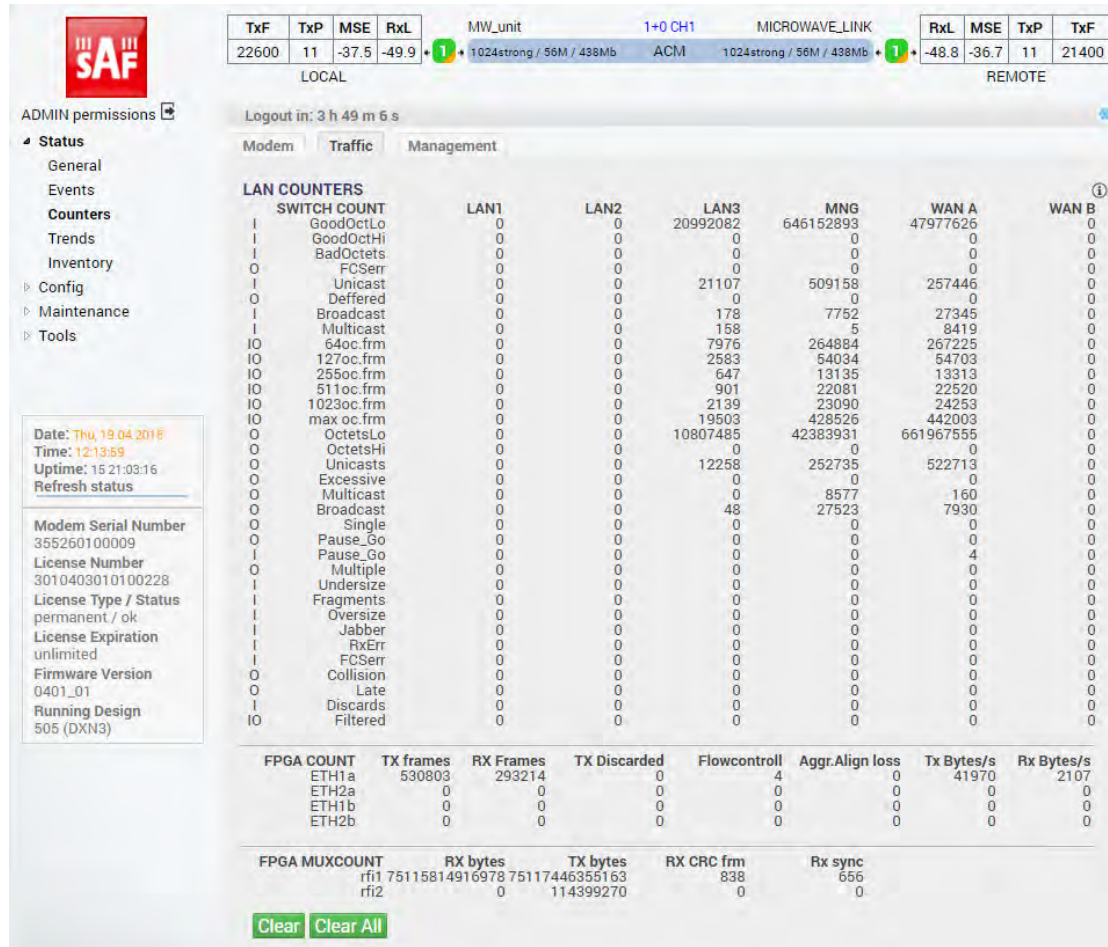 TxF TxP MSE RxL MW_unit 1+0 CH1 MICROWAVE_LINK RxL MSE TxP TxF
22600 11 -37.5 -49.9 1 1024strong / 56M / 438Mb ACM 1024strong / 56M / 438Mb 1 -48.8 -36.7 11 21400
LOCAL REMOTE
SAF
ADMIN permissions
Status
General
Events
Counters
Trends
Inventory
Config
Maintenance
Tools
Date: Thu, 19.04.2018
Time: 12:13:59
Uptime: 15 21:03:16
Refresh status
Modem Serial Number
355260100009
License Number
3010403010100228
License Type / Status
permanent / ok
License Expiration
unlimited
Firmware Version
0401_01
Running Design
505 (DXN3)
Logout in: 3 h 49 m 6 s
Modem Traffic Management
LAN COUNTERS
SWITCH COUNT LAN1 LAN2 LAN3 MNG WAN A WAN B
I GoodOctLo 0 0 20992082 646152893 47977626 0
I GoodOctHi 0 0 0 0 0 0
I BadOctets 0 0 0 0 0 0
O FCSerr 0 0 0 0 0 0
I Unicast 0 0 21107 509158 257446 0
O Deffered 0 0 0 0 0 0
I Broadcast 0 0 178 7752 27345 0
I Multicast 0 0 158 5 8419 0
IO 64oc.frm 0 0 7976 264884 267225 0
IO 127oc.frm 0 0 2583 54034 54703 0
IO 255oc.frm 0 0 647 13135 13313 0
IO 511oc.frm 0 0 901 22081 22520 0
IO 1023oc.frm 0 0 2139 23090 24253 0
IO max oc.frm 0 0 19503 428526 442003 0
O OctetsLo 0 0 10807485 42383931 661967555 0
O OctetsHi 0 0 0 0 0 0
O Unicasts 0 0 12258 252735 522713 0
O Excessive 0 0 0 0 0 0
O Multicast 0 0 0 8577 160 0
O Broadcast 0 0 48 27523 7930 0
O Single 0 0 0 0 0 0
O Pause_Go 0 0 0 0 0 0
I Pause_Go 0 0 0 0 4 0
O Multiple 0 0 0 0 0 0
I Undersize 0 0 0 0 0 0
I Fragments 0 0 0 0 0 0
I Oversize 0 0 0 0 0 0
I Jabber 0 0 0 0 0 0
I RxErr 0 0 0 0 0 0
I FCSerr 0 0 0 0 0 0
O Collision 0 0 0 0 0 0
O Late 0 0 0 0 0 0
I Discards 0 0 0 0 0 0
IO Filtered 0 0 0 0 0 0
FPGA COUNT TX frames RX Frames TX Discarded Flowcontroll Aggr.Align loss Tx Bytes/s Rx Bytes/s
ETH1a 530803 293214 0 4 0 41970 2107
ETH2a 0 0 0 0 0 0 0
ETH1b 0 0 0 0 0 0 0
ETH2b 0 0 0 0 0 0 0
FPGA MUXCOUNT RX bytes TX bytes RX CRC frm Rx sync
rfi1 75115814916978 75117446355163 838 656
rfi2 0 114399270 0 0
Clear Clear All